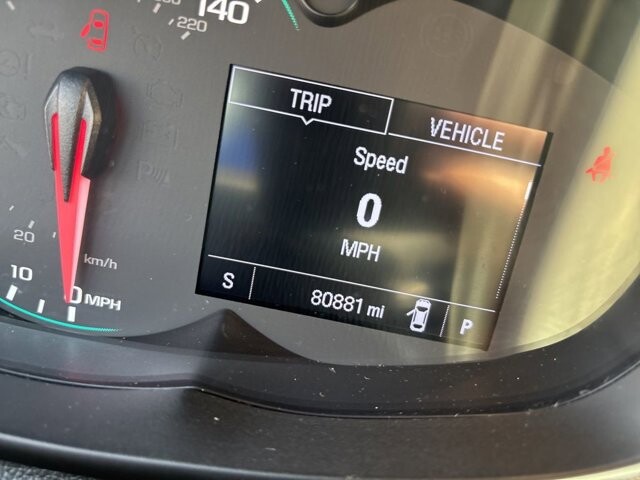 140
220
TRIP
VEHICLE
Speed
0
MPH
20
km/h
10
0 MPH
S
80881 mi
P